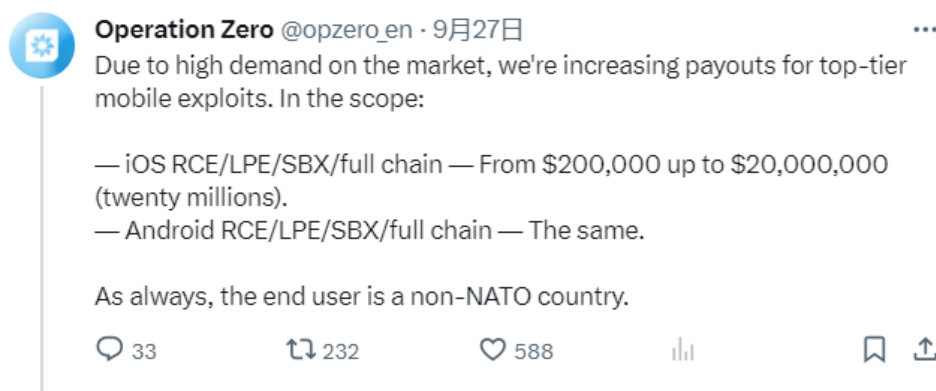 Operation Zero @opzero_en · 9月27日
Due to high demand on the market, we're increasing payouts for top-tier
mobile exploits. In the scope:
— iOS RCE/LPE/SBX/full chain — From $200,000 up to $20,000,000
(twenty millions).
— Android RCE/LPE/SBX/full chain — The same.
As always, the end user is a non-NATO country.
33 232 588